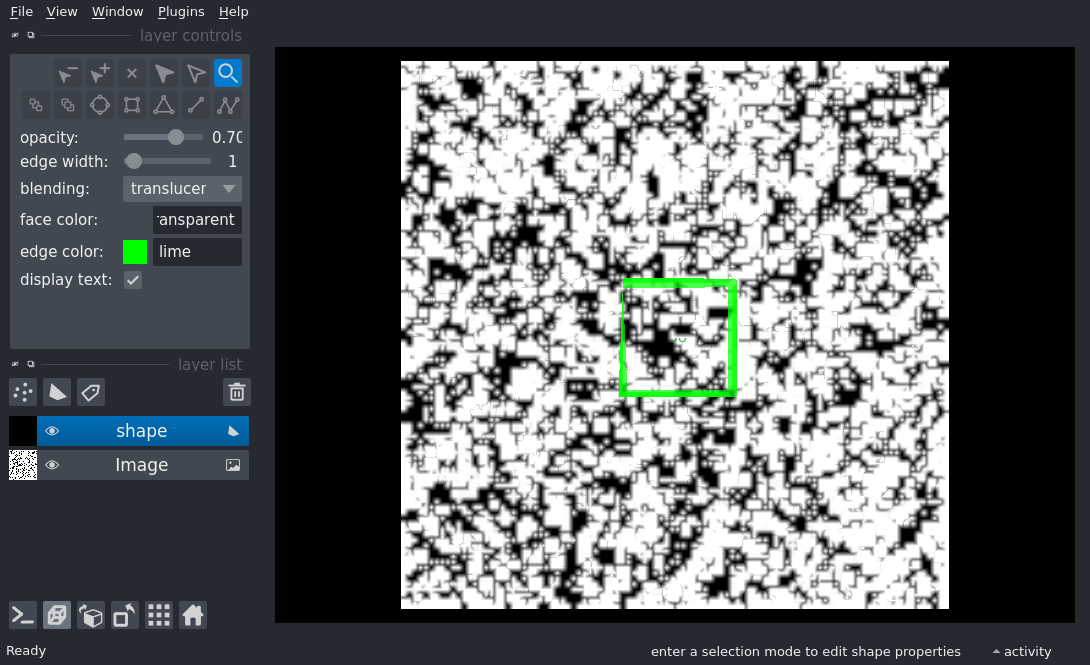 File View Window Plugins Help
layer controls
opacity: 0.70
edge width: 1
blending: translucer
face color: ransparent
edge color: lime
display text:
layer list
shape
Image
Ready
enter a selection mode to edit shape properties
activity